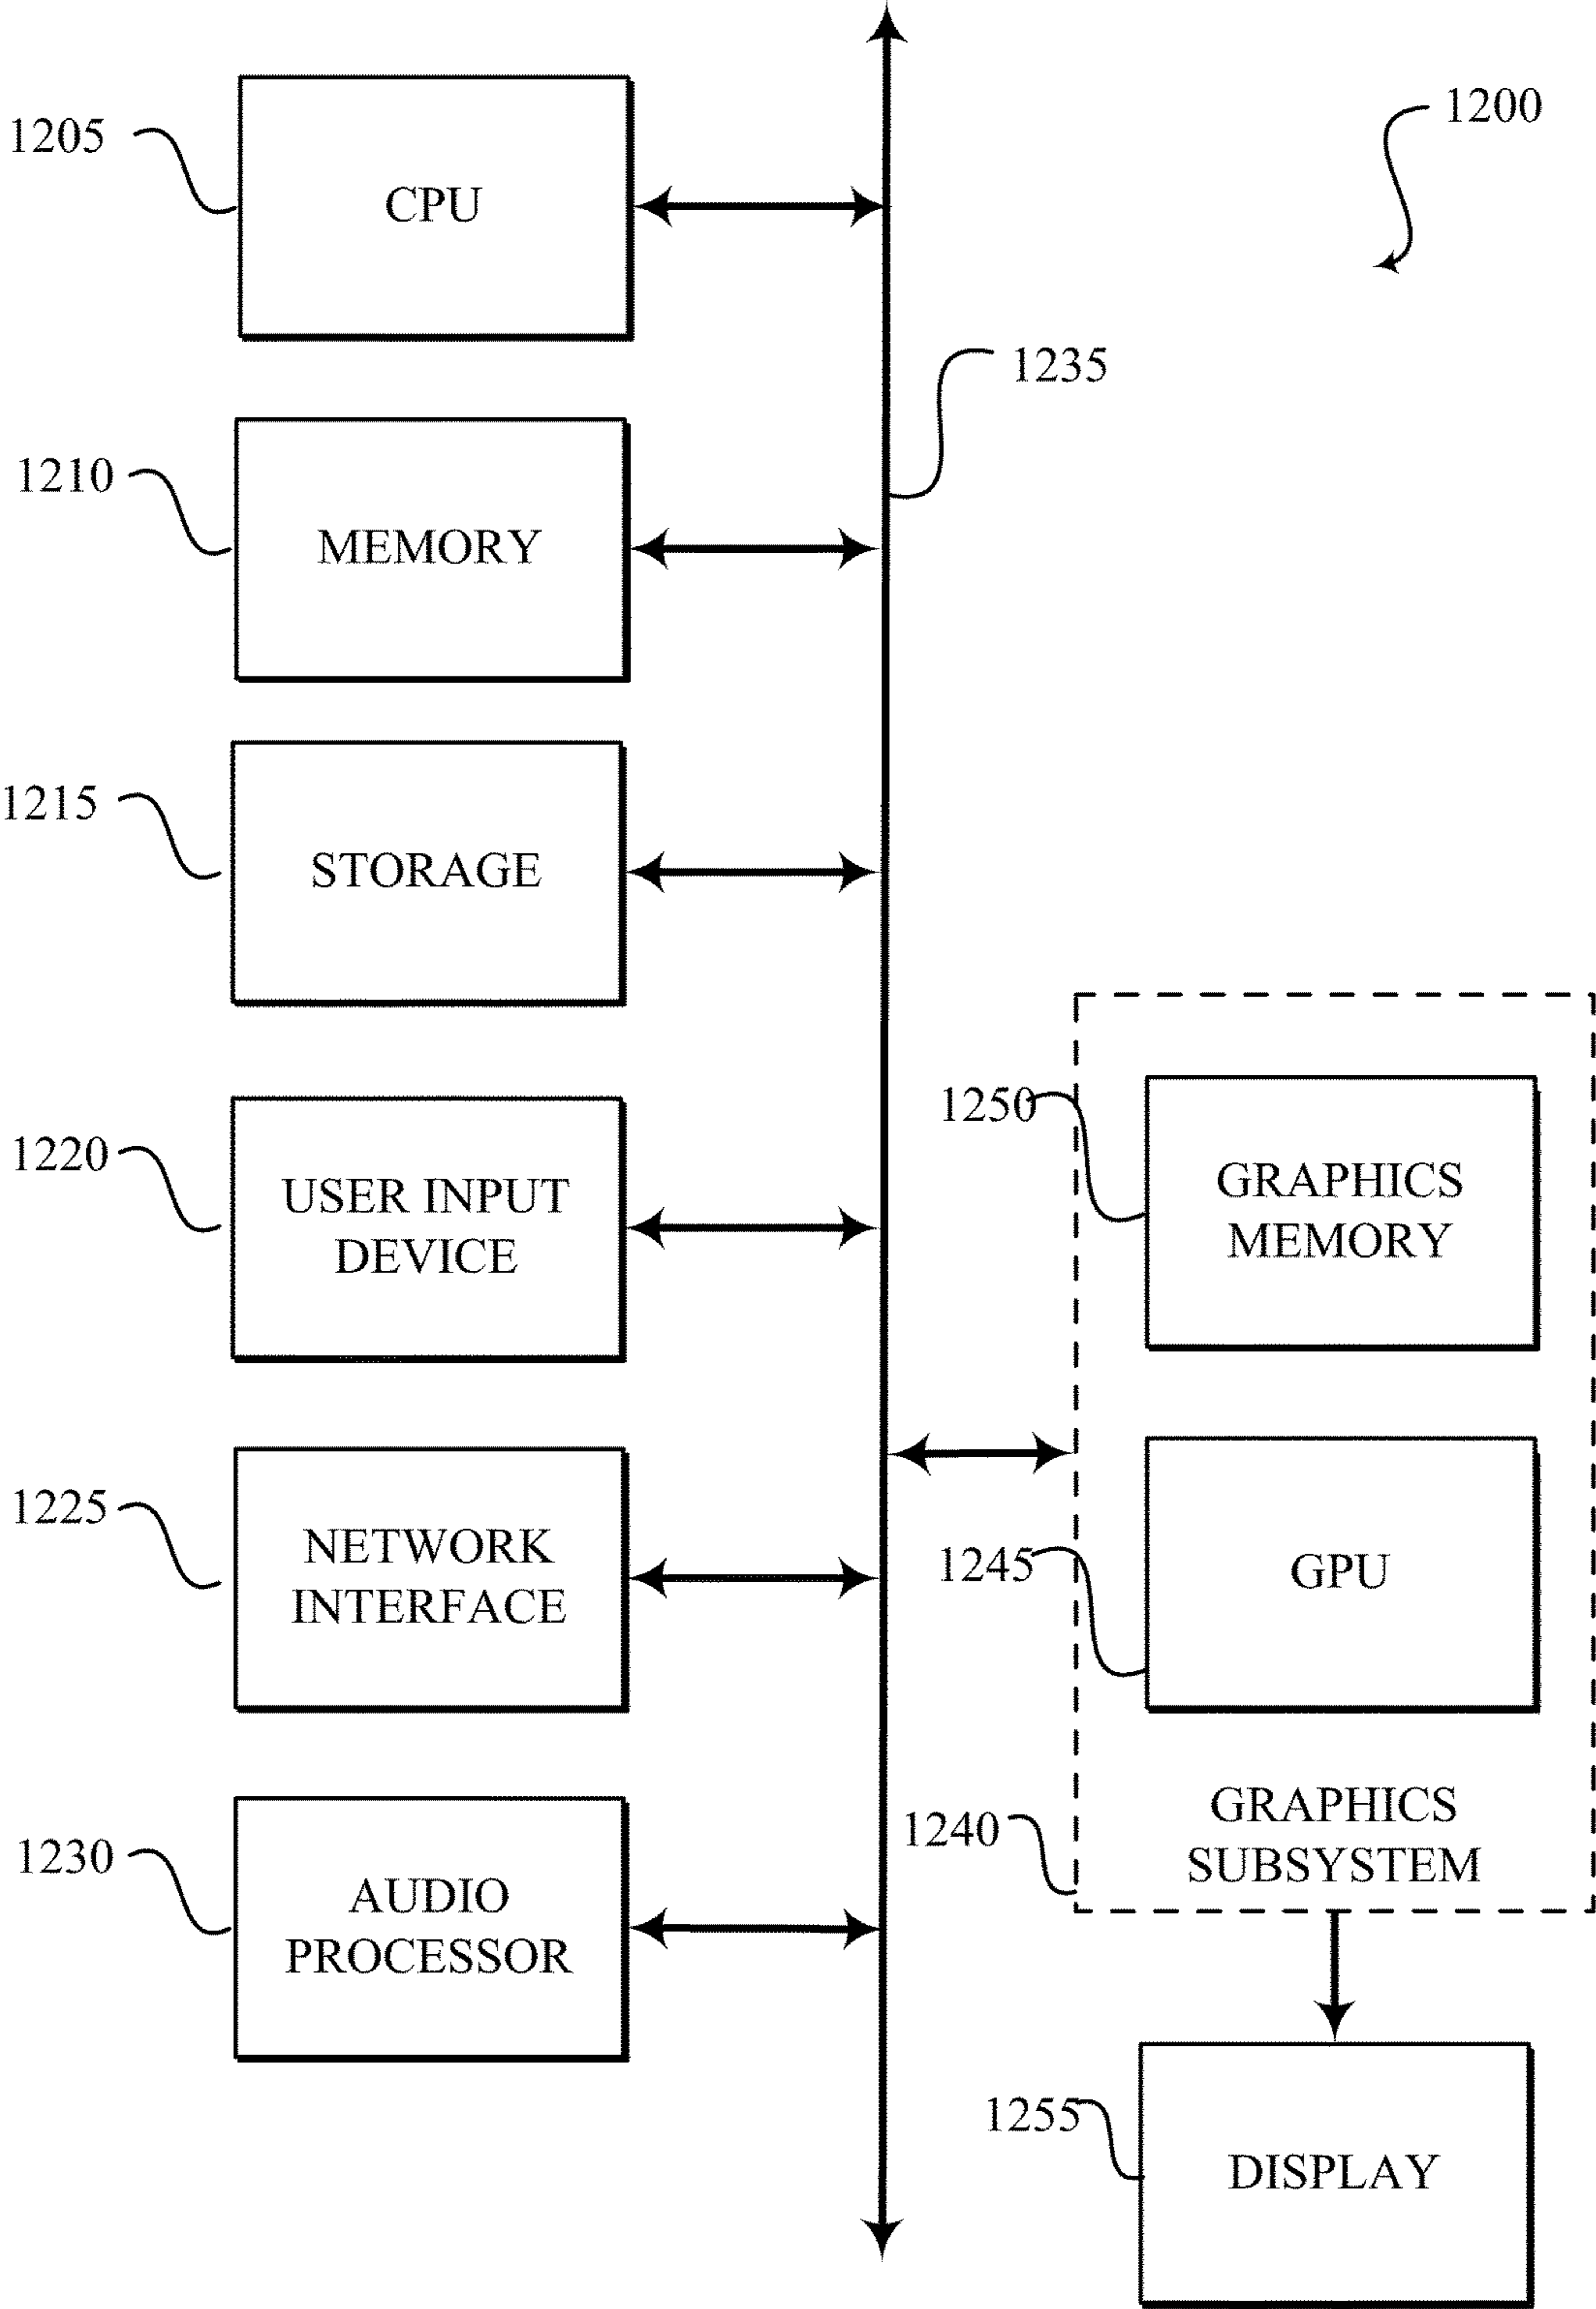 1200
1205
CPU
1235
1210
MEMORY
1215
STORAGE
1220
USER INPUT
DEVICE
1225
NETWORK
INTERFACE
1230
AUDIO
PROCESSOR
1250
GRAPHICS
MEMORY
1245
GPU
1240
GRAPHICS
SUBSYSTEM
1255
DISPLAY